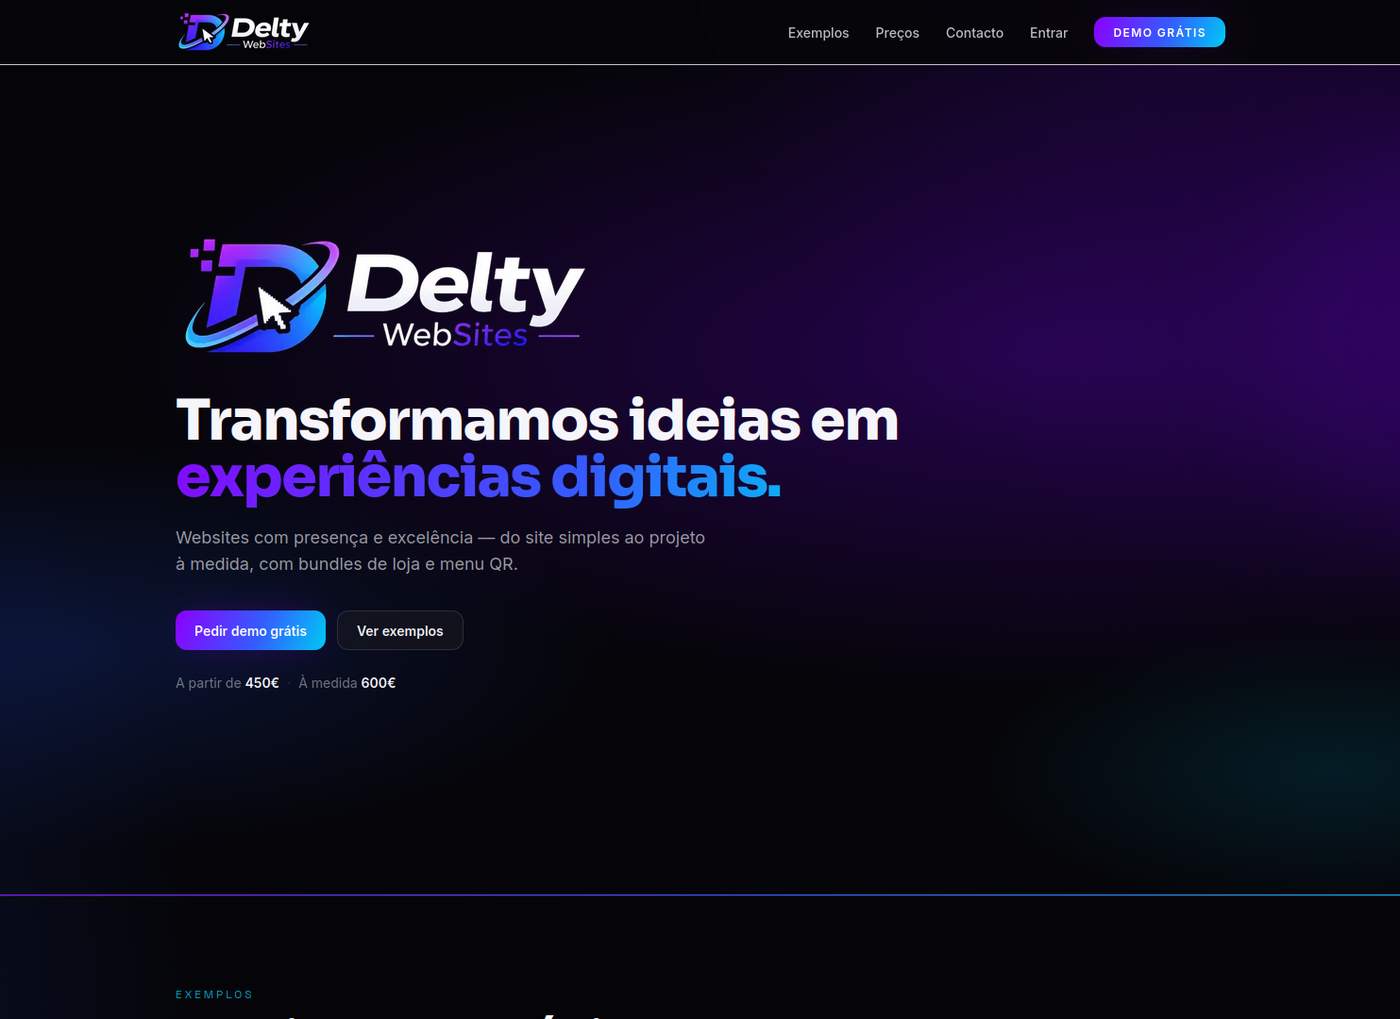 Delty
WebSites
Exemplos
Preços
Contacto
Entrar
DEMO GRÁTIS
Delty
WebSites
Transformamos ideias em
experiências digitais.
Websites com presença e excelência — do site simples ao projeto
à medida, com bundles de loja e menu QR.
Pedir demo grátis
Ver exemplos
A partir de 450€ · À medida 600€
EXEMPLOS